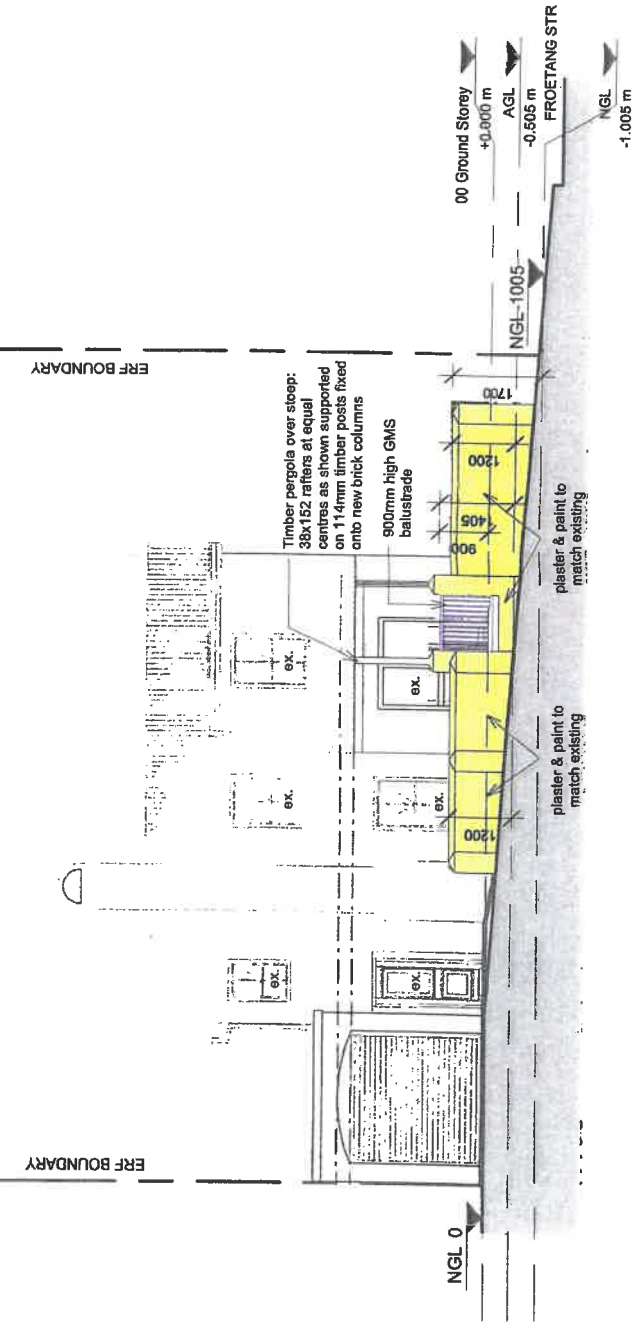 ERF BOUNDARY
ERF BOUNDARY
Timber pergola over stoep:
38x152 rafters at equal
centres as shown supported
on 114mm timber posts fixed
onto new brick columns
900mm high GMS
balustrade
00 Ground Storey
+0.000 m
AGL
-0.505 m
FROETANG STR
NGL
-1.005 m
NGL-1005
NGL 0
ex.
ex.
ex.
ex.
ex.
ex.
1200
900
405
1200
1700
plaster & paint to
match existing
plaster & paint to
match existing